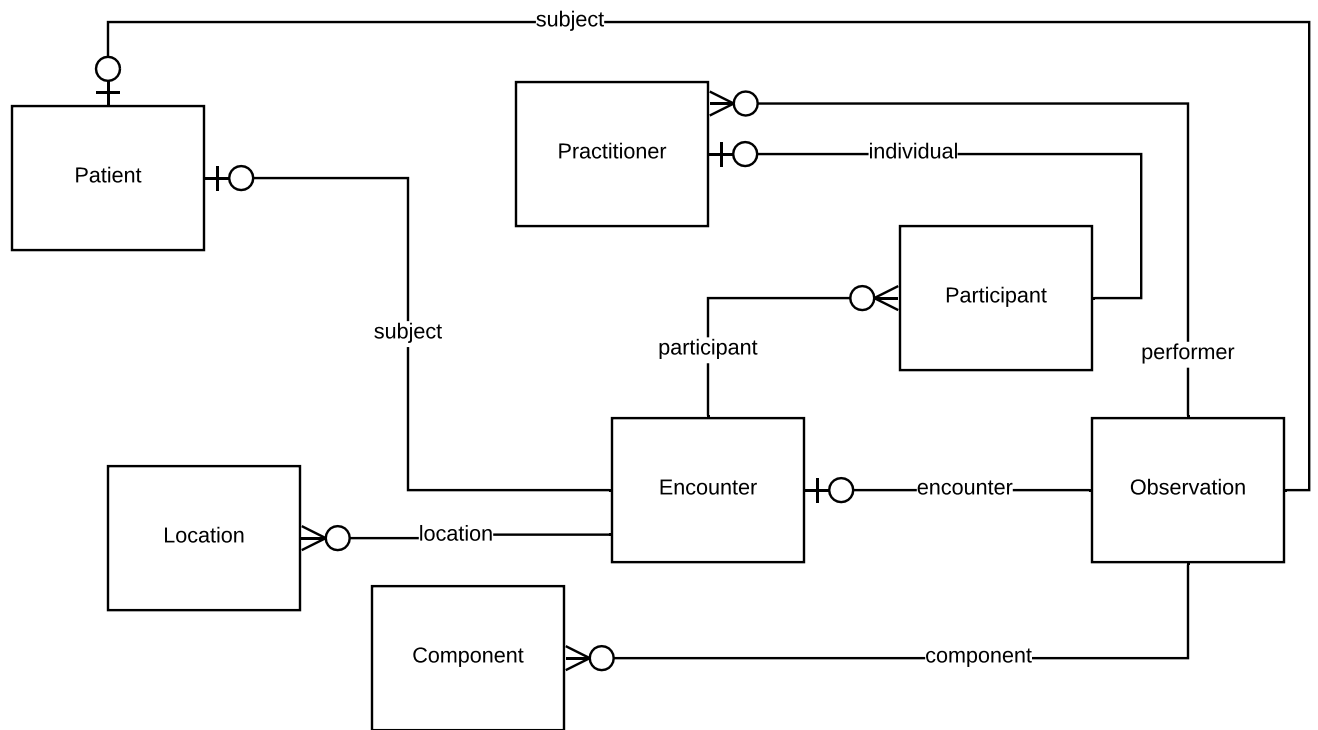 subject
Practitioner
individual
Patient
Participant
subject
participant
performer
Encounter
encounter
Observation
Location
location
Component
component